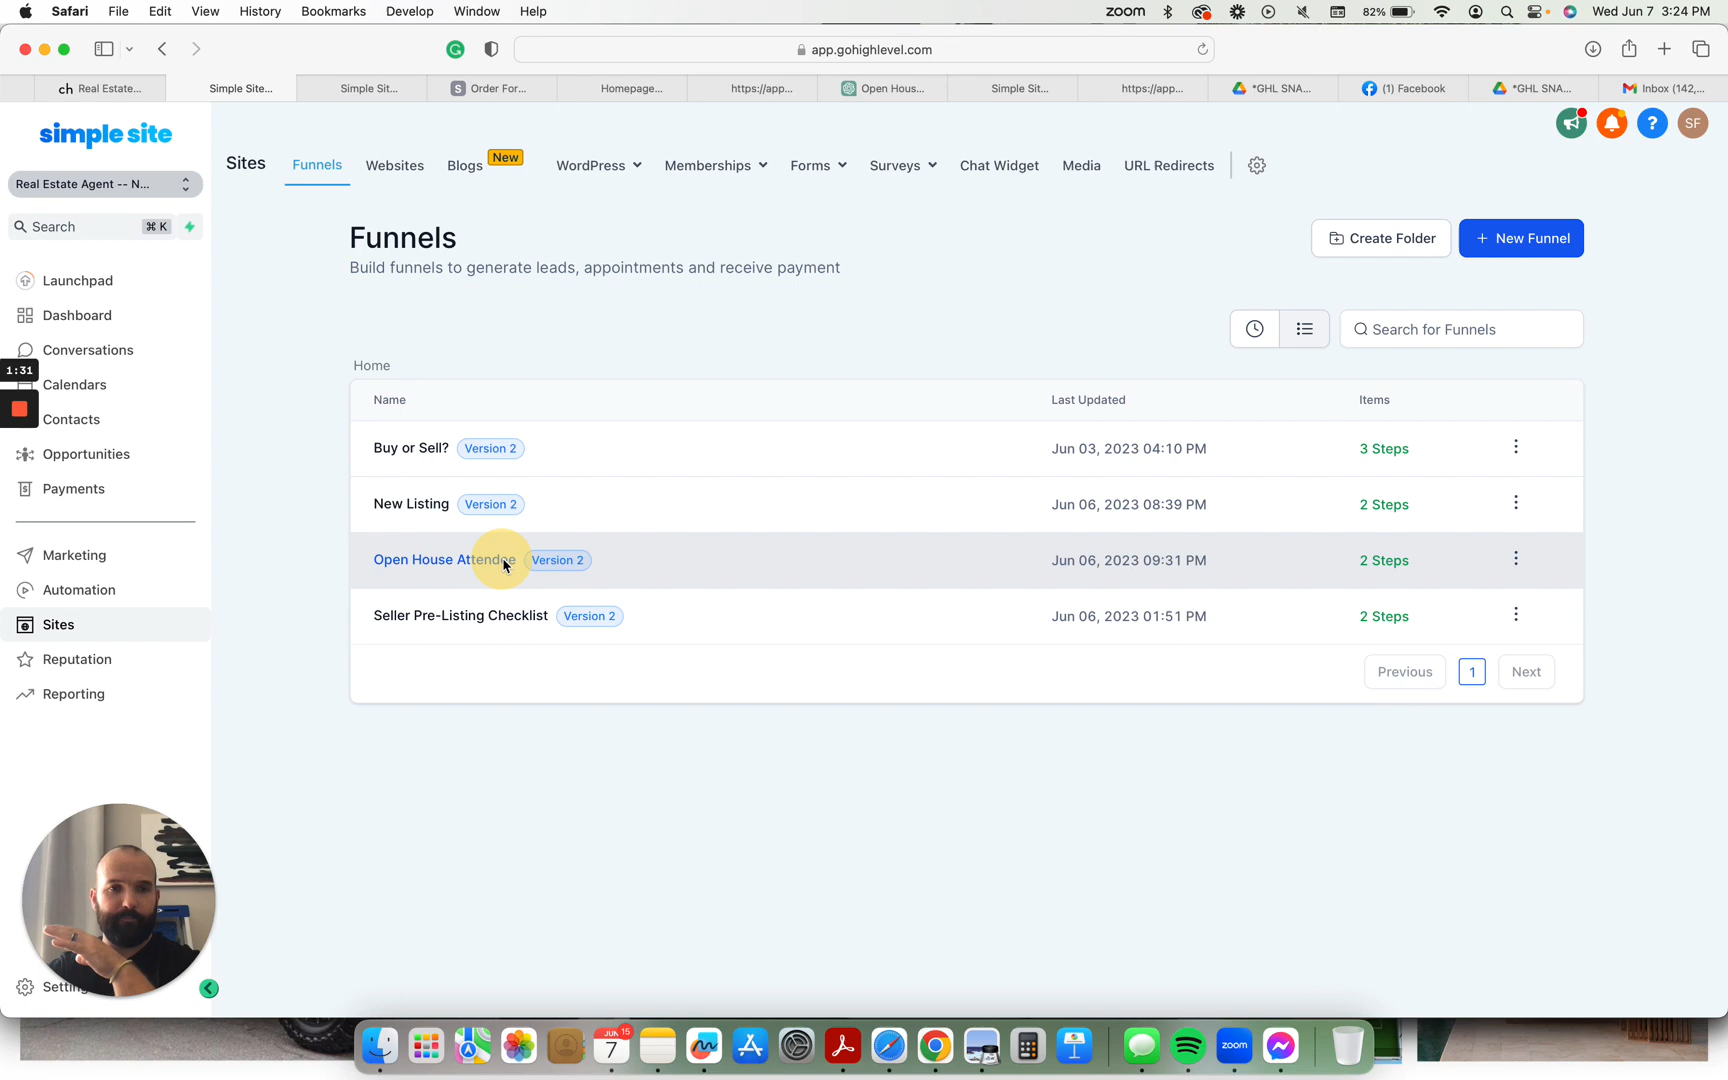 Safari File Edit View History Bookmarks Develop Window Help zoom 82% Wed Jun 7 3:24 PM
app.gohighlevel.com
ch Real Estate... Simple Site... Simple Sit... S Order For... Homepage... https://app... Open Hous... Simple Sit... https://app... *GHL SNA... (1) Facebook *GHL SNA... Inbox (142,...
simple site
? SF
Sites Funnels Websites Blogs New WordPress Memberships Forms Surveys Chat Widget Media URL Redirects
Real Estate Agent -- N...
Search ⌘ K
Funnels
Build funnels to generate leads, appointments and receive payment
Create Folder + New Funnel
Launchpad
Dashboard
Conversations
1:31
Calendars
Contacts
Opportunities
Payments
Marketing
Automation
Sites
Reputation
Reporting
Search for Funnels
Home
Name Last Updated Items
Buy or Sell? Version 2 Jun 03, 2023 04:10 PM 3 Steps
New Listing Version 2 Jun 06, 2023 08:39 PM 2 Steps
Open House Attendee Version 2 Jun 06, 2023 09:31 PM 2 Steps
Seller Pre-Listing Checklist Version 2 Jun 06, 2023 01:51 PM 2 Steps
Previous 1 Next
Setting
JUN 15
7
zoom